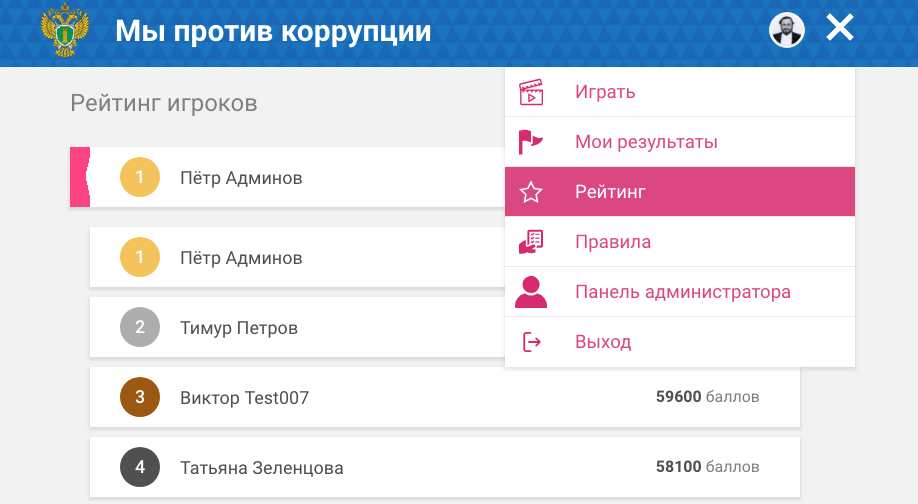 Мы против коррупции
Рейтинг игроков
Играть
Мои результаты
Рейтинг
Правила
Панель администратора
Выход
1 Пётр Админов
1 Пётр Админов
2 Тимур Петров
3 Виктор Test007 59600 баллов
4 Татьяна Зеленцова 58100 баллов